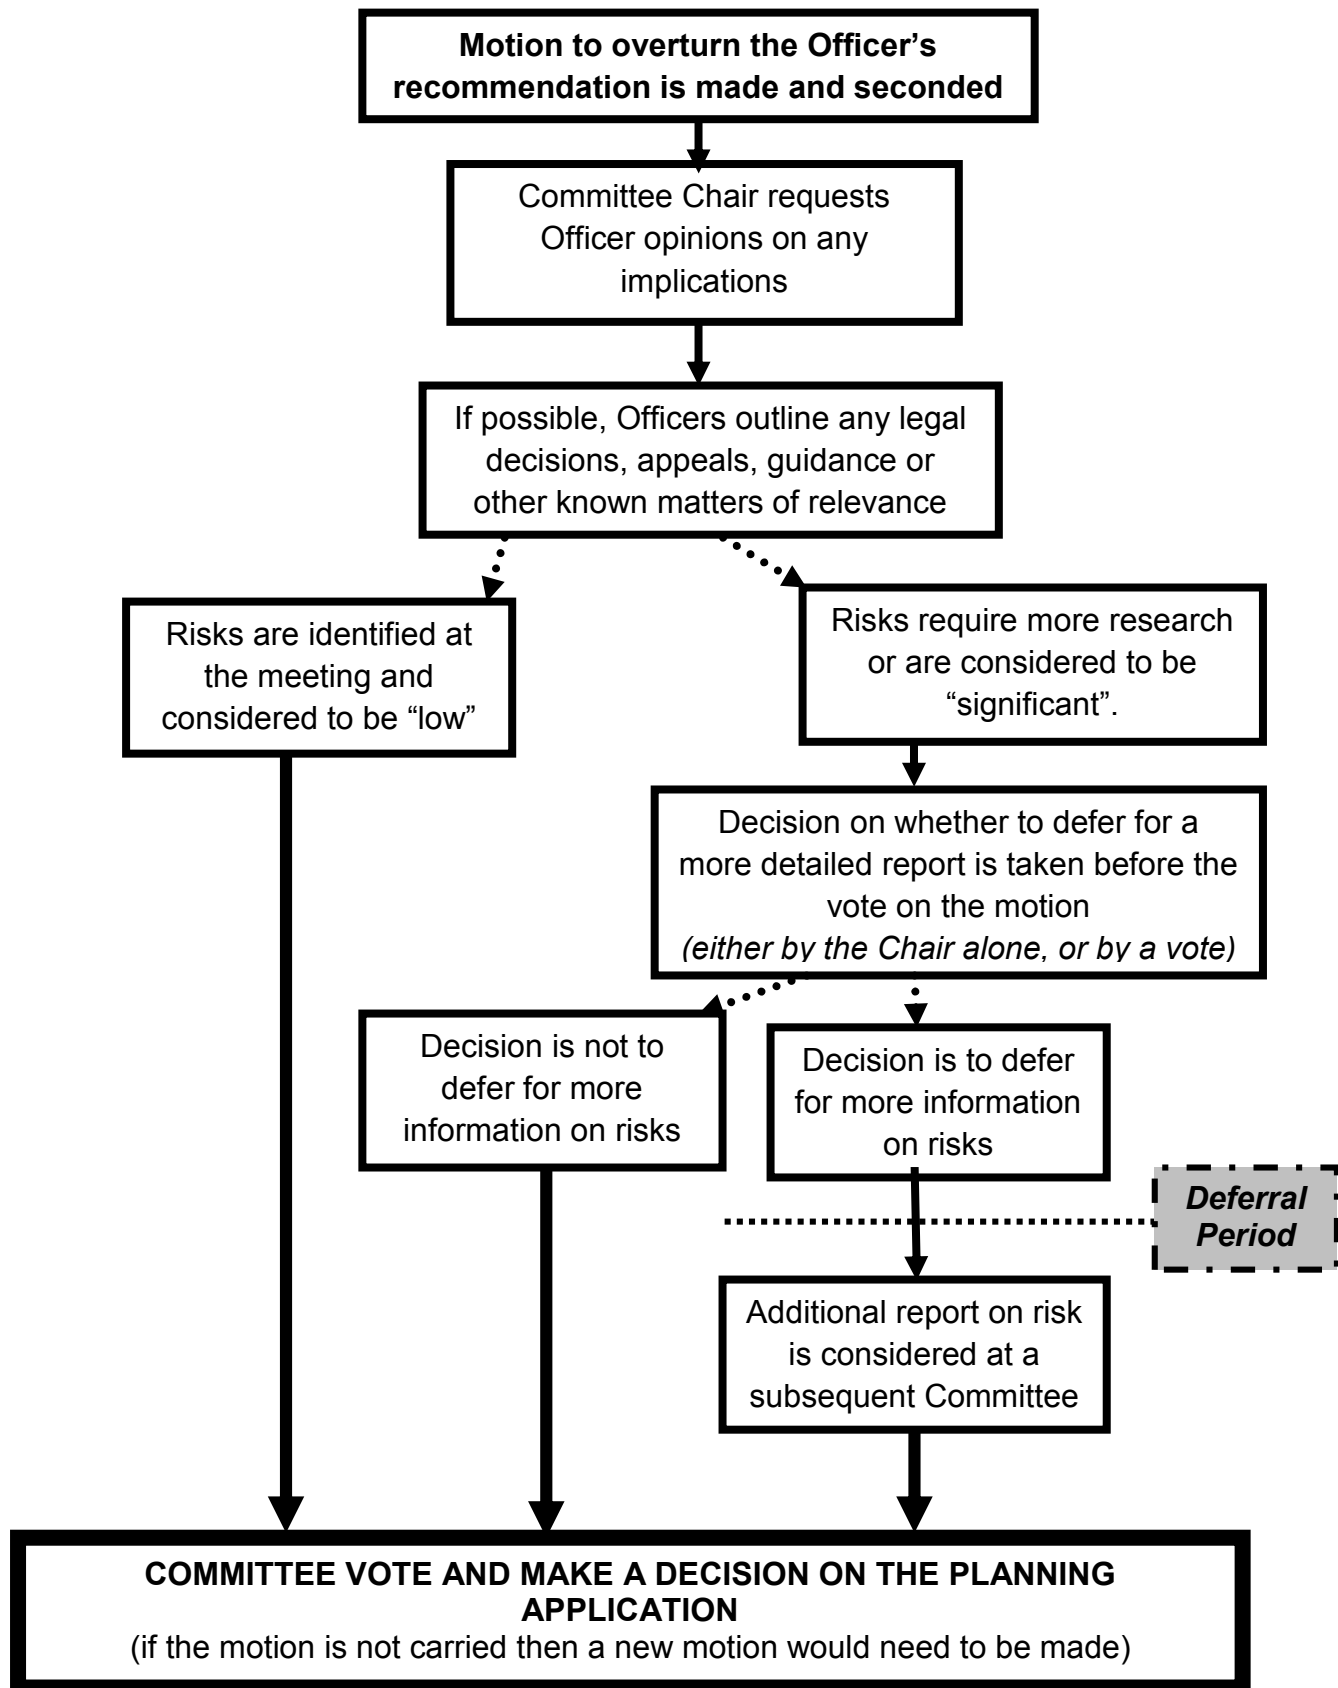 Motion to overturn the Officer’s
recommendation is made and seconded
Committee Chair requests
Officer opinions on any
implications
If possible, Officers outline any legal
decisions, appeals, guidance or
other known matters of relevance
Risks are identified at
the meeting and
considered to be “low”
Risks require more research
or are considered to be
“significant”.
Decision on whether to defer for a
more detailed report is taken before the
vote on the motion
(either by the Chair alone, or by a vote)
Decision is not to
defer for more
information on risks
Decision is to defer
for more information
on risks
Deferral
Period
Additional report on risk
is considered at a
subsequent Committee
COMMITTEE VOTE AND MAKE A DECISION ON THE PLANNING
APPLICATION
(if the motion is not carried then a new motion would need to be made)